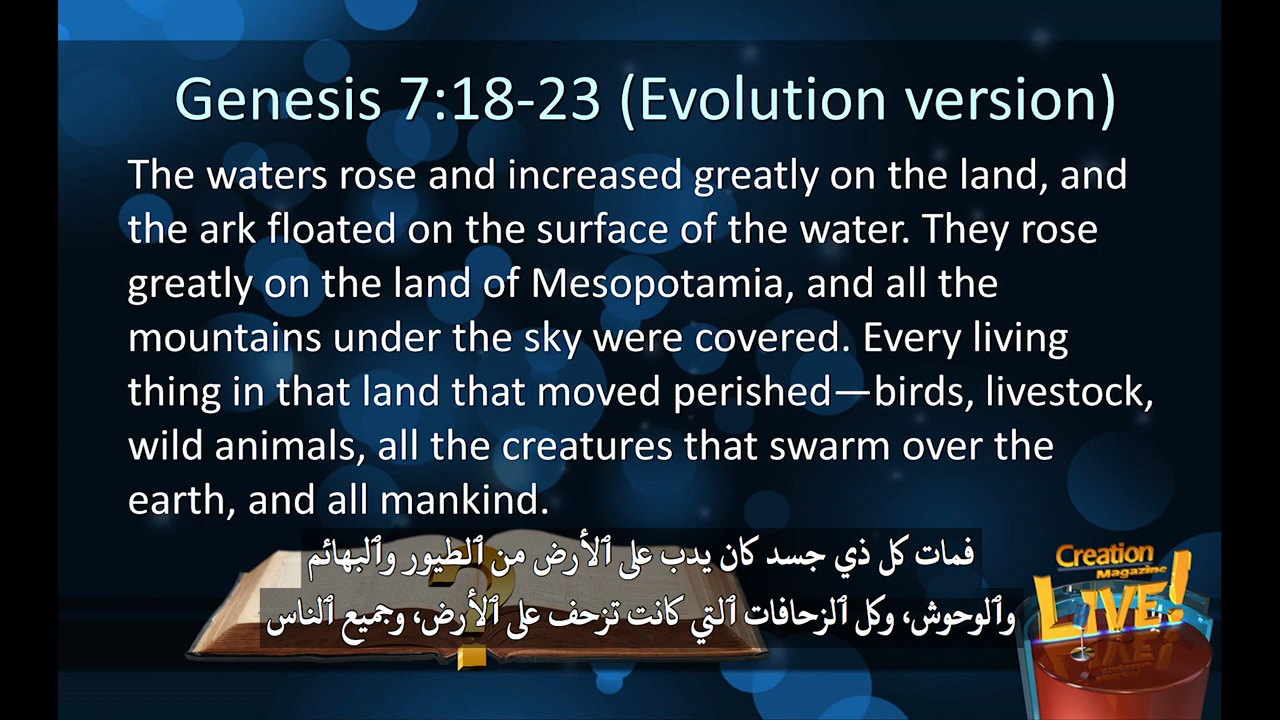 Genesis 7:18-23 (Evolution version)
The waters rose and increased greatly on the land, and
the ark floated on the surface of the water. They rose
greatly on the land of Mesopotamia, and all the
mountains under the sky were covered. Every living
thing in that land that moved perished—birds, livestock,
wild animals, all the creatures that swarm over the
earth, and all mankind.
فمات كل ذي جسد كان يدب على ٱلأرض من ٱلطيور وٱلبهائم
وٱلوحوش، وكل ٱلزحافات ٱلتي كانت تزحف على ٱلأرض، وجميع ٱلناس
?
Creation
Magazine
LIVE!